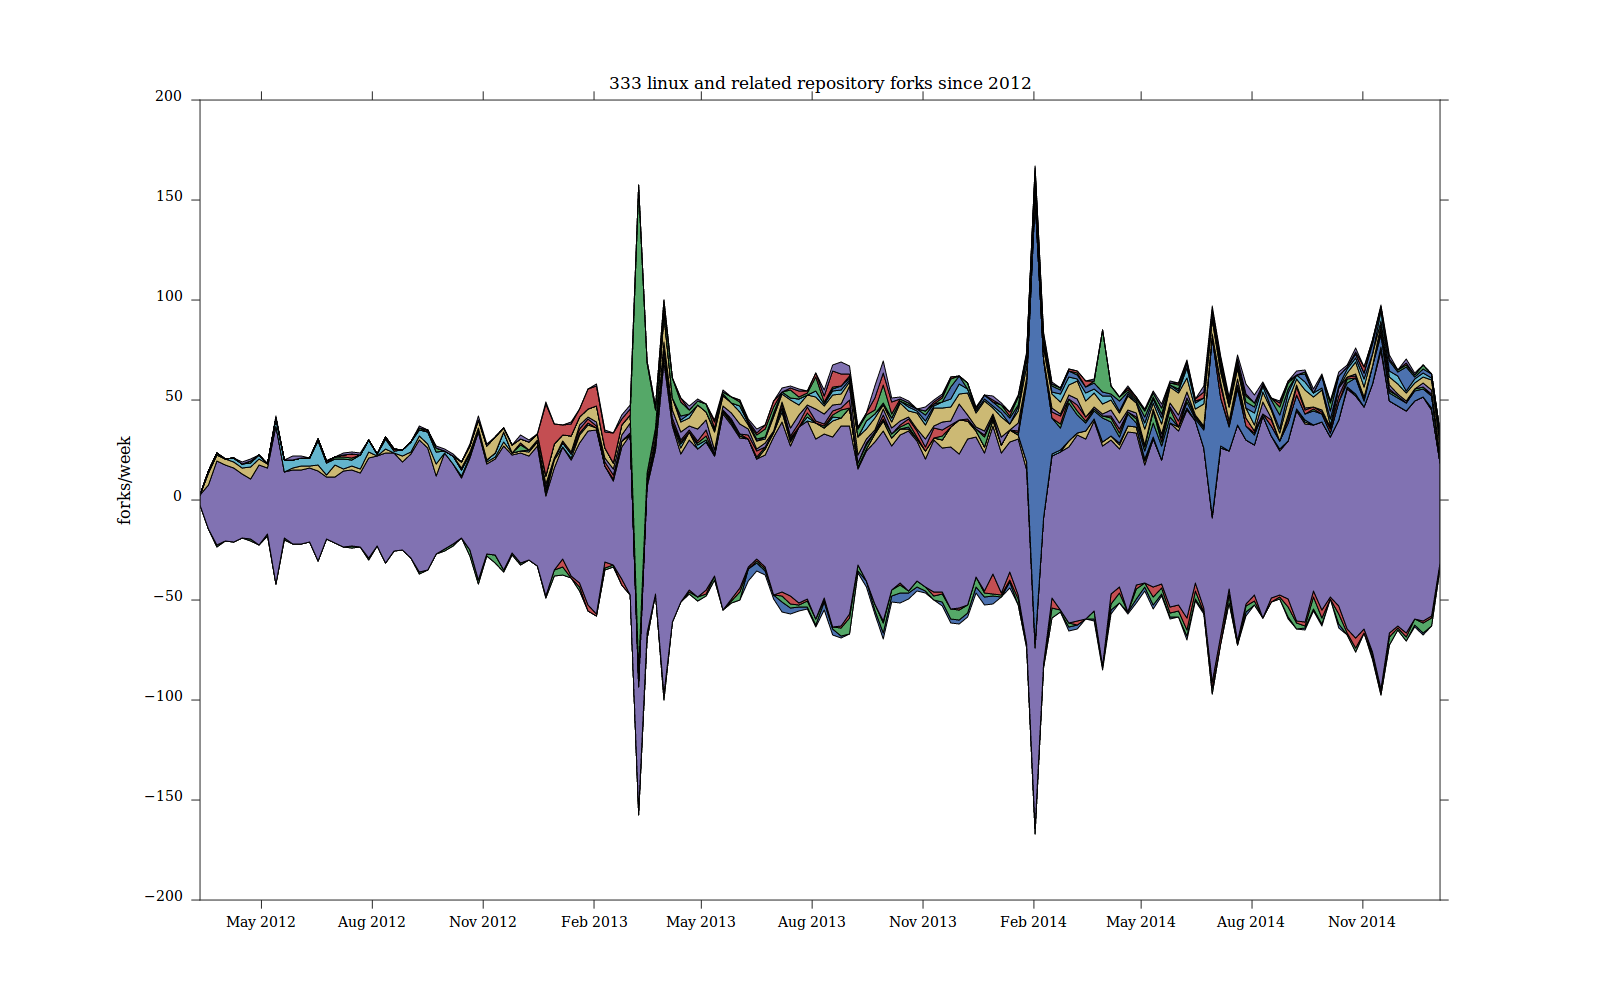 333 linux and related repository forks since 2012
200
150
100
50
0
−50
−100
−150
−200
forks/week
May 2012
Aug 2012
Nov 2012
Feb 2013
May 2013
Aug 2013
Nov 2013
Feb 2014
May 2014
Aug 2014
Nov 2014